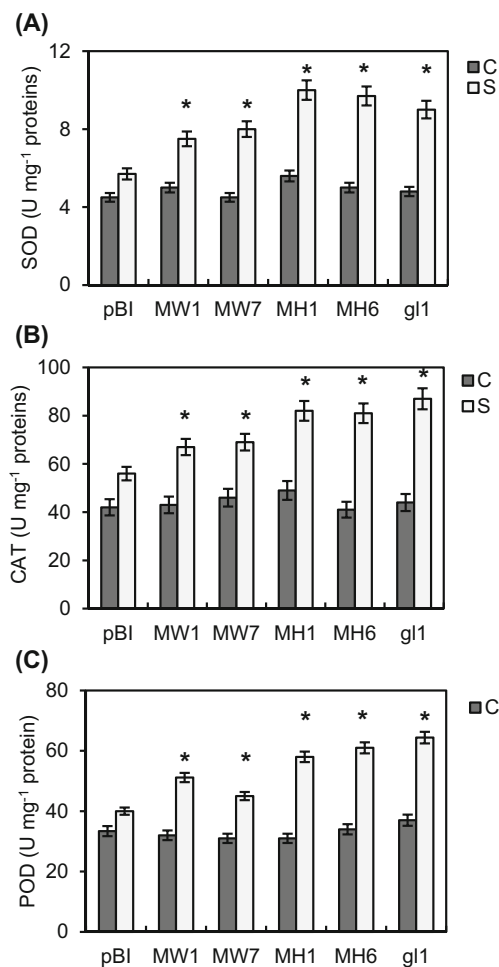 (A)
SOD (U mg⁻¹ proteins)
12
8
4
0
* * * * *
C
S
pBI MW1 MW7 MH1 MH6 gl1
(B)
CAT (U mg⁻¹ proteins)
100
80
60
40
20
0
* * * * *
C
S
pBI MW1 MW7 MH1 MH6 gl1
(C)
POD (U mg⁻¹ protein)
80
60
40
20
0
* * * * *
C
pBI MW1 MW7 MH1 MH6 gl1